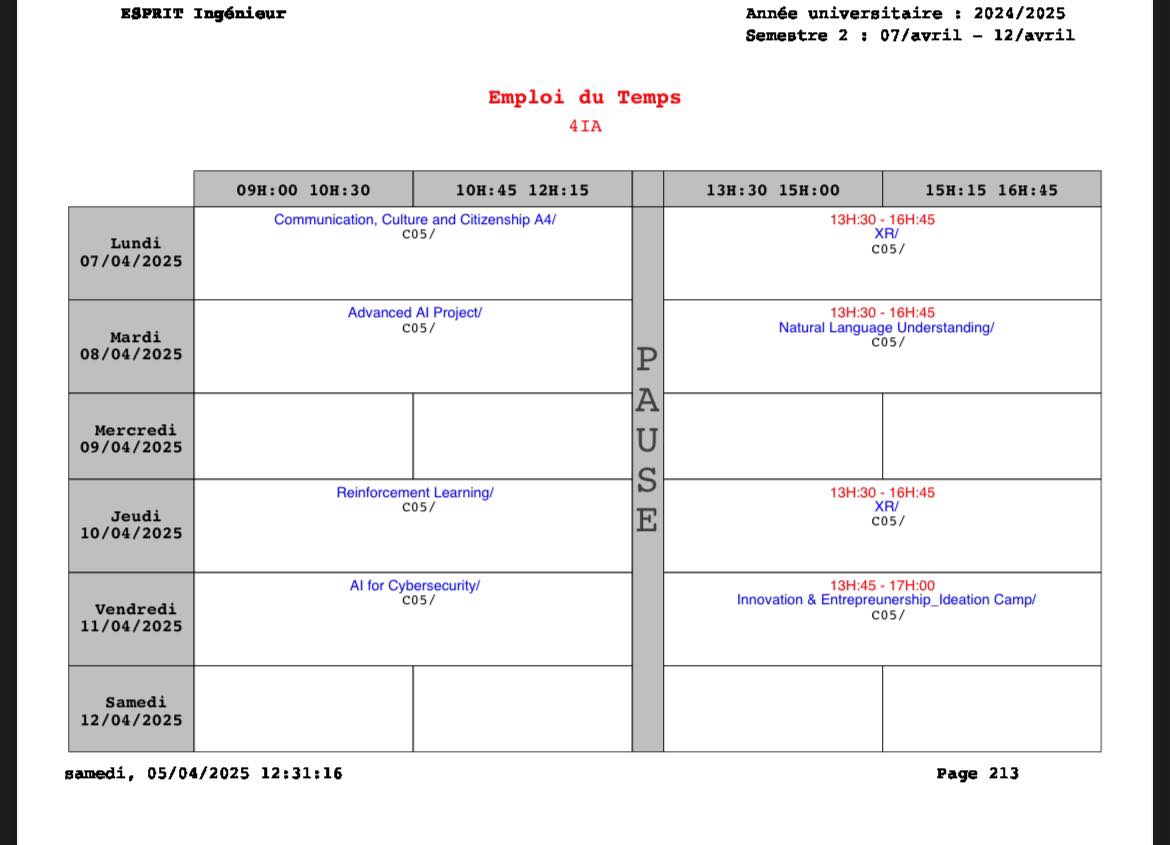 ESPRIT Ingénieur
Année universitaire : 2024/2025
Semestre 2 : 07/avril - 12/avril
Emploi du Temps
4IA
09H:00 10H:30 10H:45 12H:15 13H:30 15H:00 15H:15 16H:45
Lundi
07/04/2025
Communication, Culture and Citizenship A4/
C05/
13H:30 - 16H:45
XR/
C05/
Mardi
08/04/2025
Advanced AI Project/
C05/
13H:30 - 16H:45
Natural Language Understanding/
C05/
Mercredi
09/04/2025
PAUSE
Jeudi
10/04/2025
Reinforcement Learning/
C05/
13H:30 - 16H:45
XR/
C05/
Vendredi
11/04/2025
AI for Cybersecurity/
C05/
13H:45 - 17H:00
Innovation & Entrepreunership_Ideation Camp/
C05/
Samedi
12/04/2025
samedi, 05/04/2025 12:31:16
Page 213